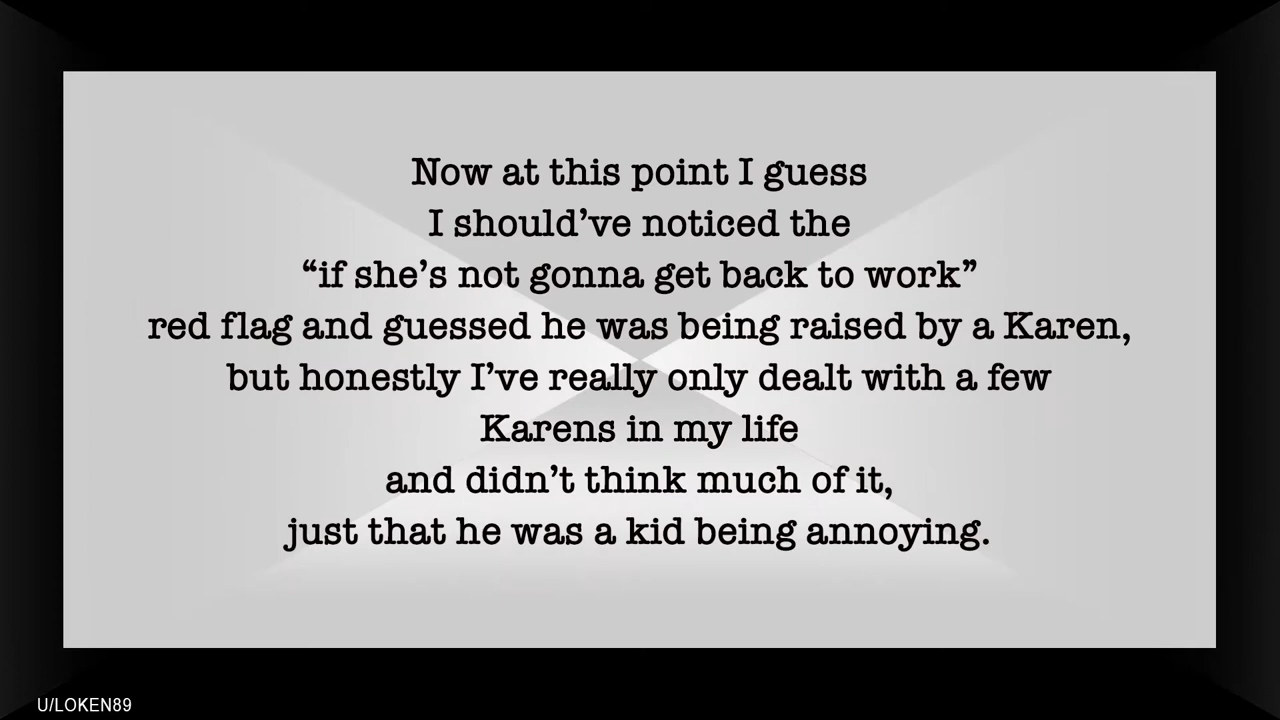 Now at this point I guess
I should’ve noticed the
“if she’s not gonna get back to work”
red flag and guessed he was being raised by a Karen,
but honestly I’ve really only dealt with a few
Karens in my life
and didn’t think much of it,
just that he was a kid being annoying.
U/LOKEN89